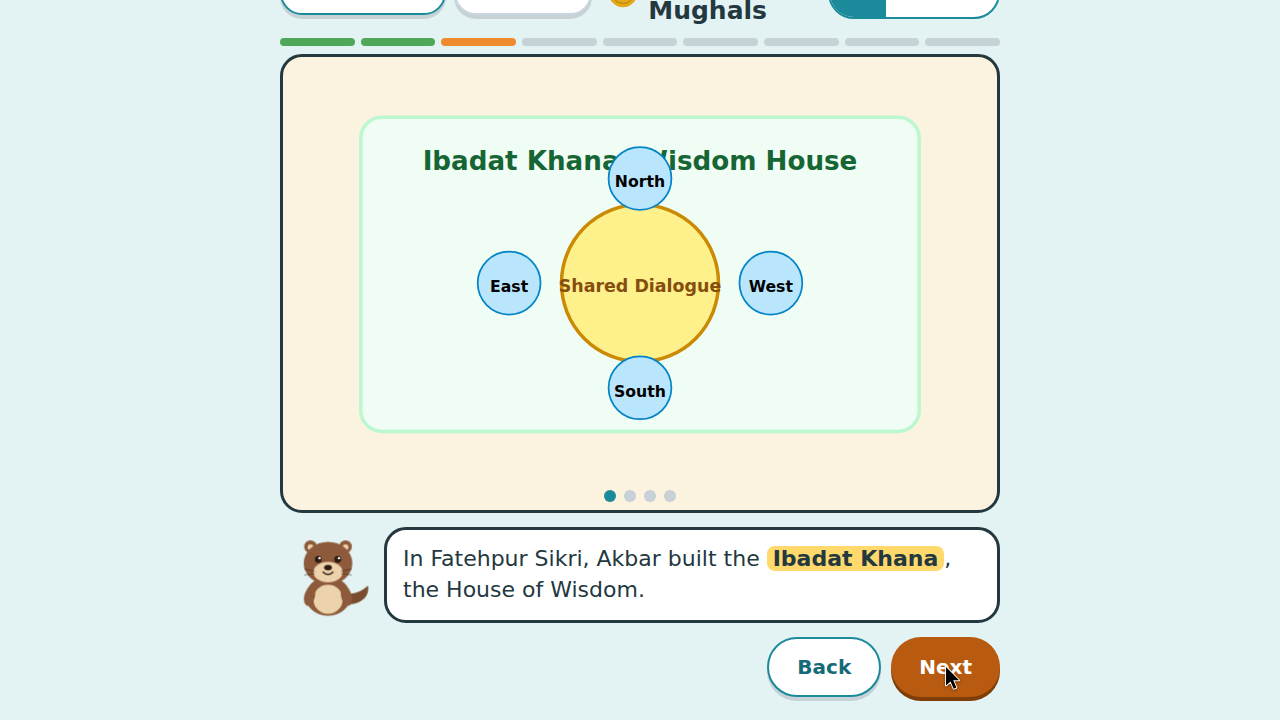 Mughals
Ibadat Khana Wisdom House
North
East
Shared Dialogue
West
South
In Fatehpur Sikri, Akbar built the Ibadat Khana,
the House of Wisdom.
Back
Next